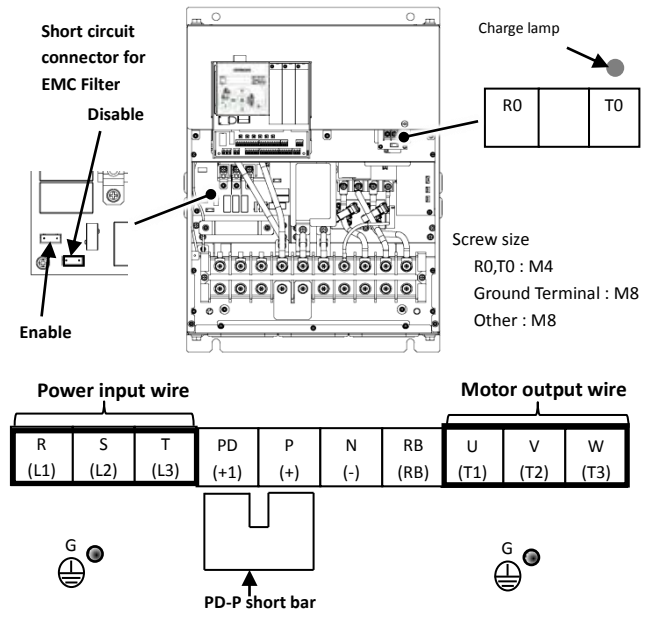 Short circuit
connector for
EMC Filter
Disable
Enable
Charge lamp
R0 T0
Screw size
R0,T0 : M4
Ground Terminal : M8
Other : M8
Power input wire
Motor output wire
R S T PD P N RB U V W
(L1) (L2) (L3) (+1) (+) (-) (RB) (T1) (T2) (T3)
G G
PD-P short bar